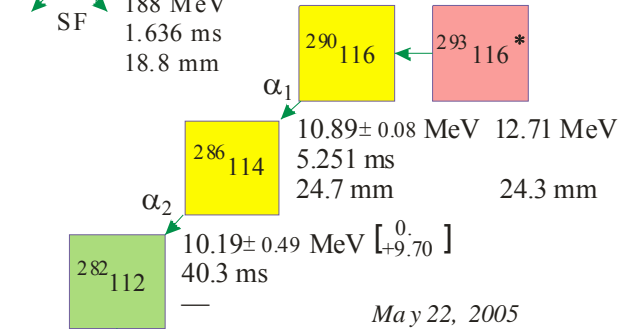 188 MeV
SF 1.636 ms
18.8 mm
²⁹⁰116 ²⁹³116*
α₁
10.89± 0.08 MeV 12.71 MeV
²⁸⁶114 5.251 ms
24.7 mm 24.3 mm
α₂
10.19± 0.49 MeV [0. +9.70]
²⁸²112 40.3 ms
—
May 22, 2005